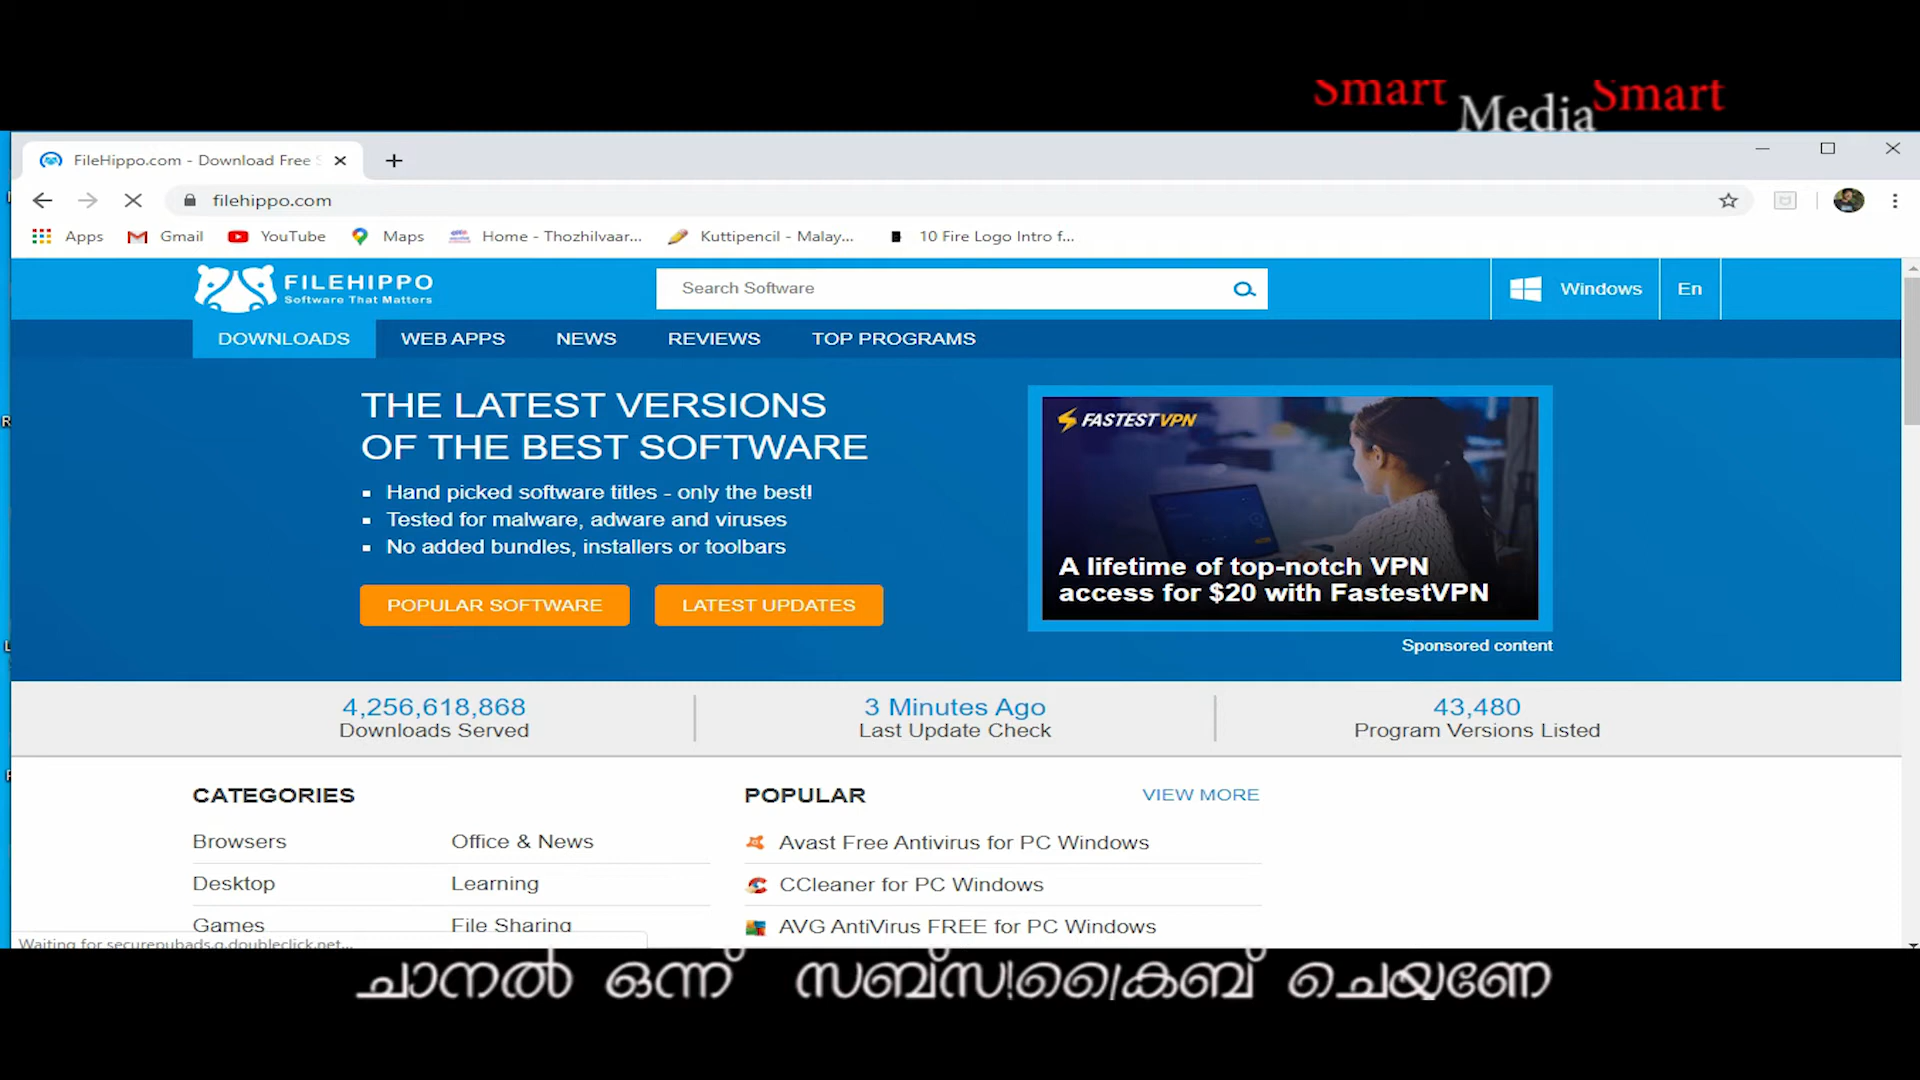 Smart Media Smart
FileHippo.com - Download Free
filehippo.com
Apps Gmail YouTube Maps Home - Thozhilvaar... Kuttipencil - Malay... 10 Fire Logo Intro f...
FILEHIPPO
Software That Matters
Search Software
Windows En
DOWNLOADS WEB APPS NEWS REVIEWS TOP PROGRAMS
THE LATEST VERSIONS
OF THE BEST SOFTWARE
Hand picked software titles - only the best!
Tested for malware, adware and viruses
No added bundles, installers or toolbars
POPULAR SOFTWARE LATEST UPDATES
FASTESTVPN
A lifetime of top-notch VPN
access for $20 with FastestVPN
Sponsored content
4,256,618,868 3 Minutes Ago 43,480
Downloads Served Last Update Check Program Versions Listed
CATEGORIES
Browsers Office & News
Desktop Learning
Games File Sharing
POPULAR VIEW MORE
Avast Free Antivirus for PC Windows
CCleaner for PC Windows
AVG AntiVirus FREE for PC Windows
Waiting for securepubads.g.doubleclick.net...
ചാനൽ ഒന്ന് ചെയ്യണേ